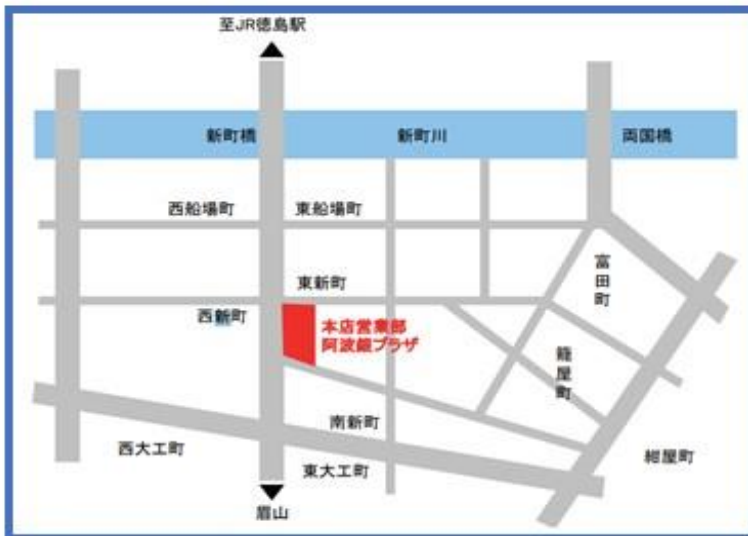 至JR徳島駅
新町橋
新町川
両国橋
西船場町
東船場町
富田町
東新町
西新町
本店営業部
阿波銀プラザ
籠屋町
南新町
西大工町
東大工町
紺屋町
眉山